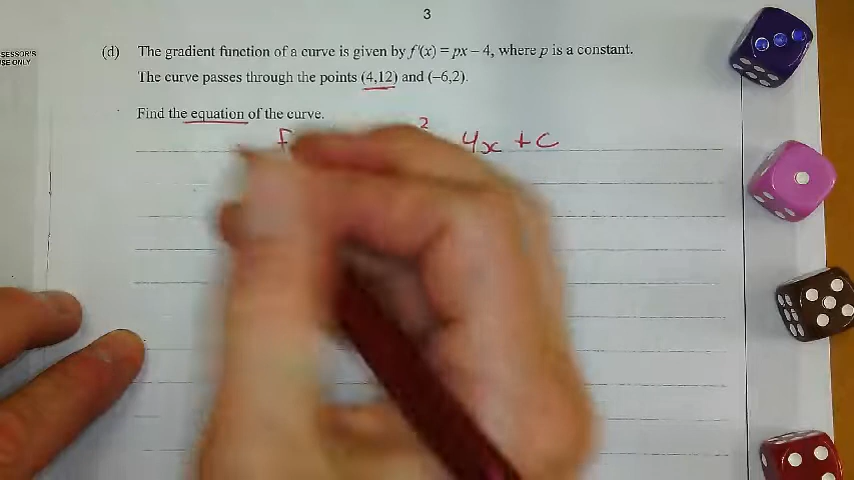 3
SESSOR'S
SE ONLY
(d) The gradient function of a curve is given by f'(x) = px – 4, where p is a constant.
The curve passes through the points (4,12) and (–6,2).
Find the equation of the curve.
f 2 4x + c